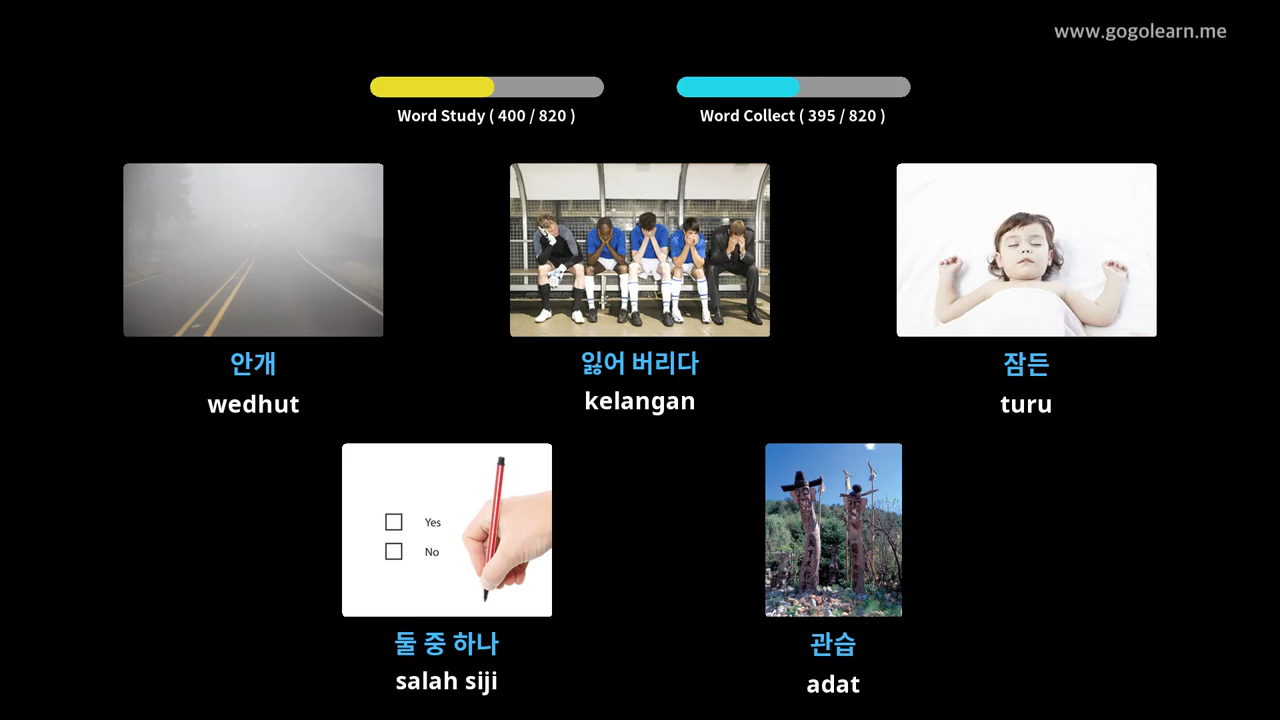 www.gogolearn.me
Word Study ( 400 / 820 )
Word Collect ( 395 / 820 )
안개
wedhut
잃어 버리다
kelangan
잠든
turu
Yes
No
둘 중 하나
salah siji
관습
adat